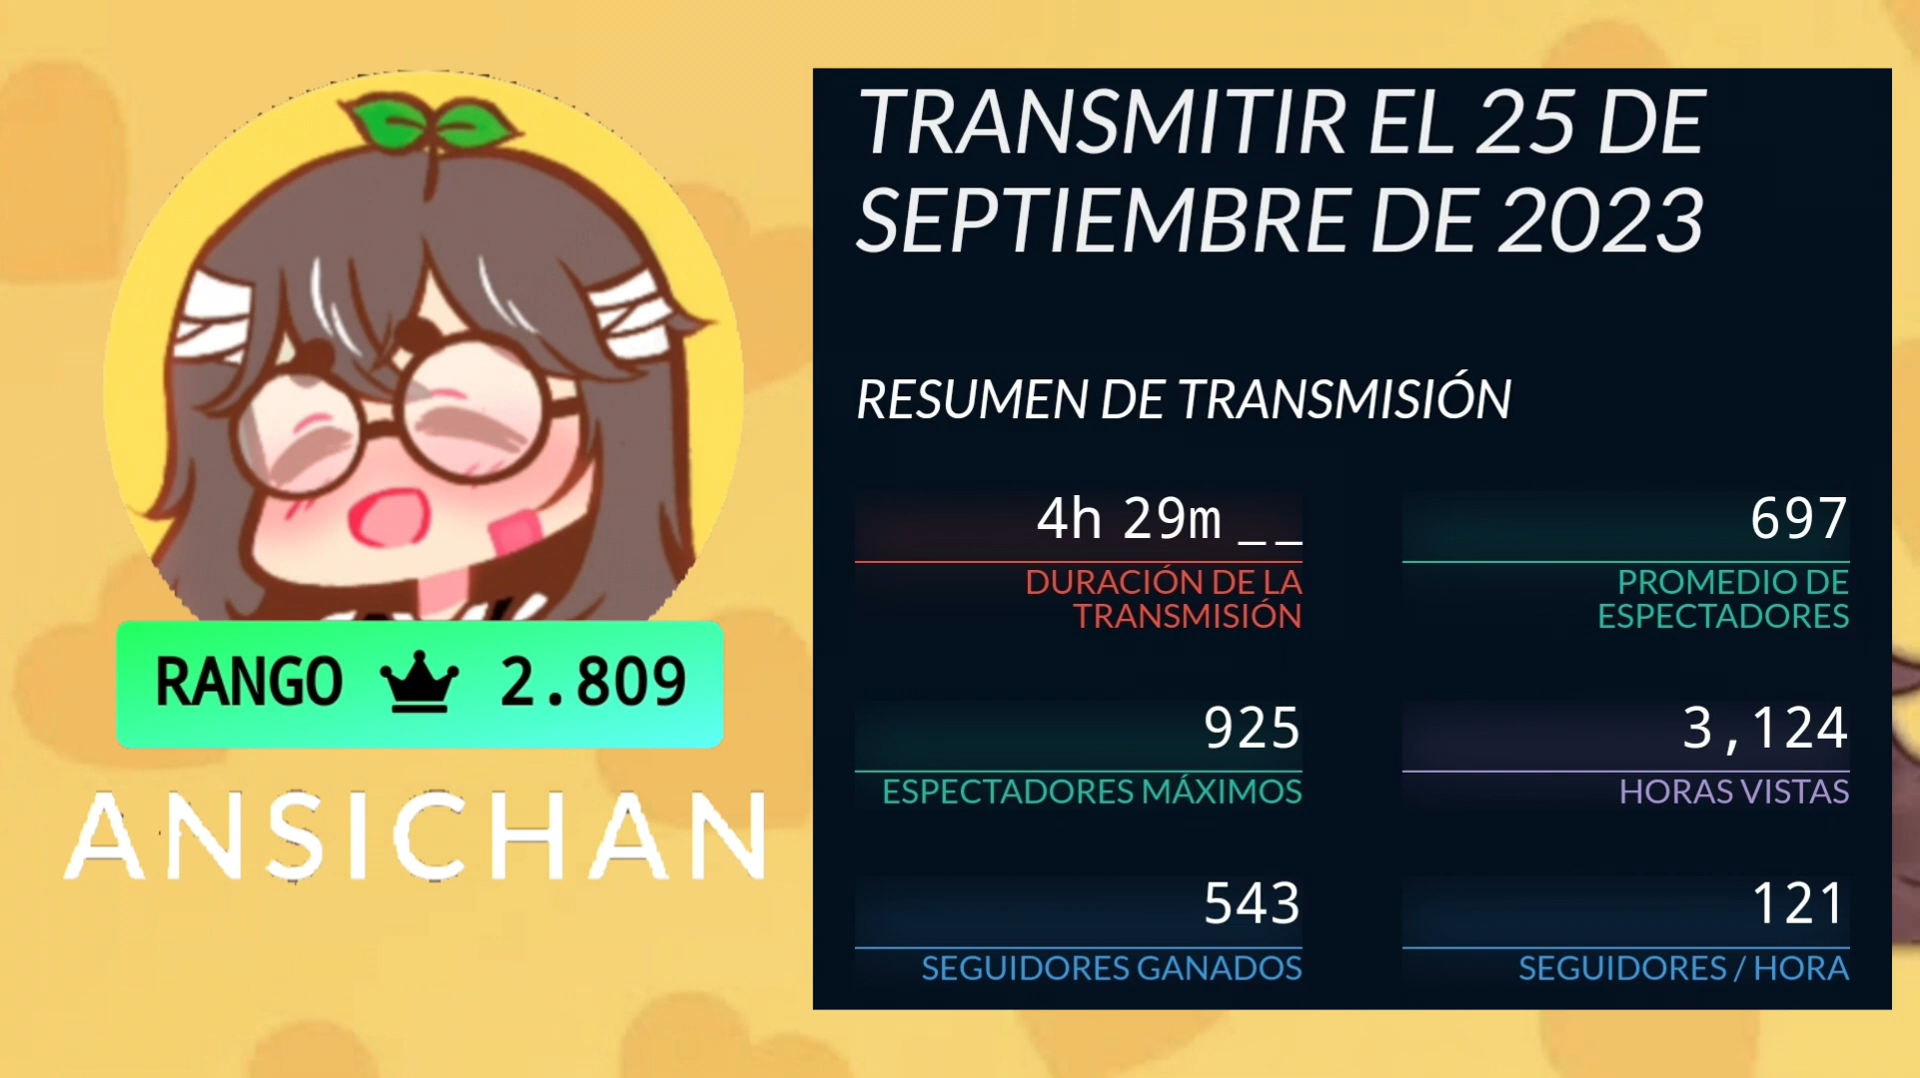 TRANSMITIR EL 25 DE
SEPTIEMBRE DE 2023
RESUMEN DE TRANSMISIÓN
4h 29m _ _
DURACIÓN DE LA
TRANSMISIÓN
697
PROMEDIO DE
ESPECTADORES
925
ESPECTADORES MÁXIMOS
3,124
HORAS VISTAS
543
SEGUIDORES GANADOS
121
SEGUIDORES / HORA
RANGO 2.809
ANSICHAN